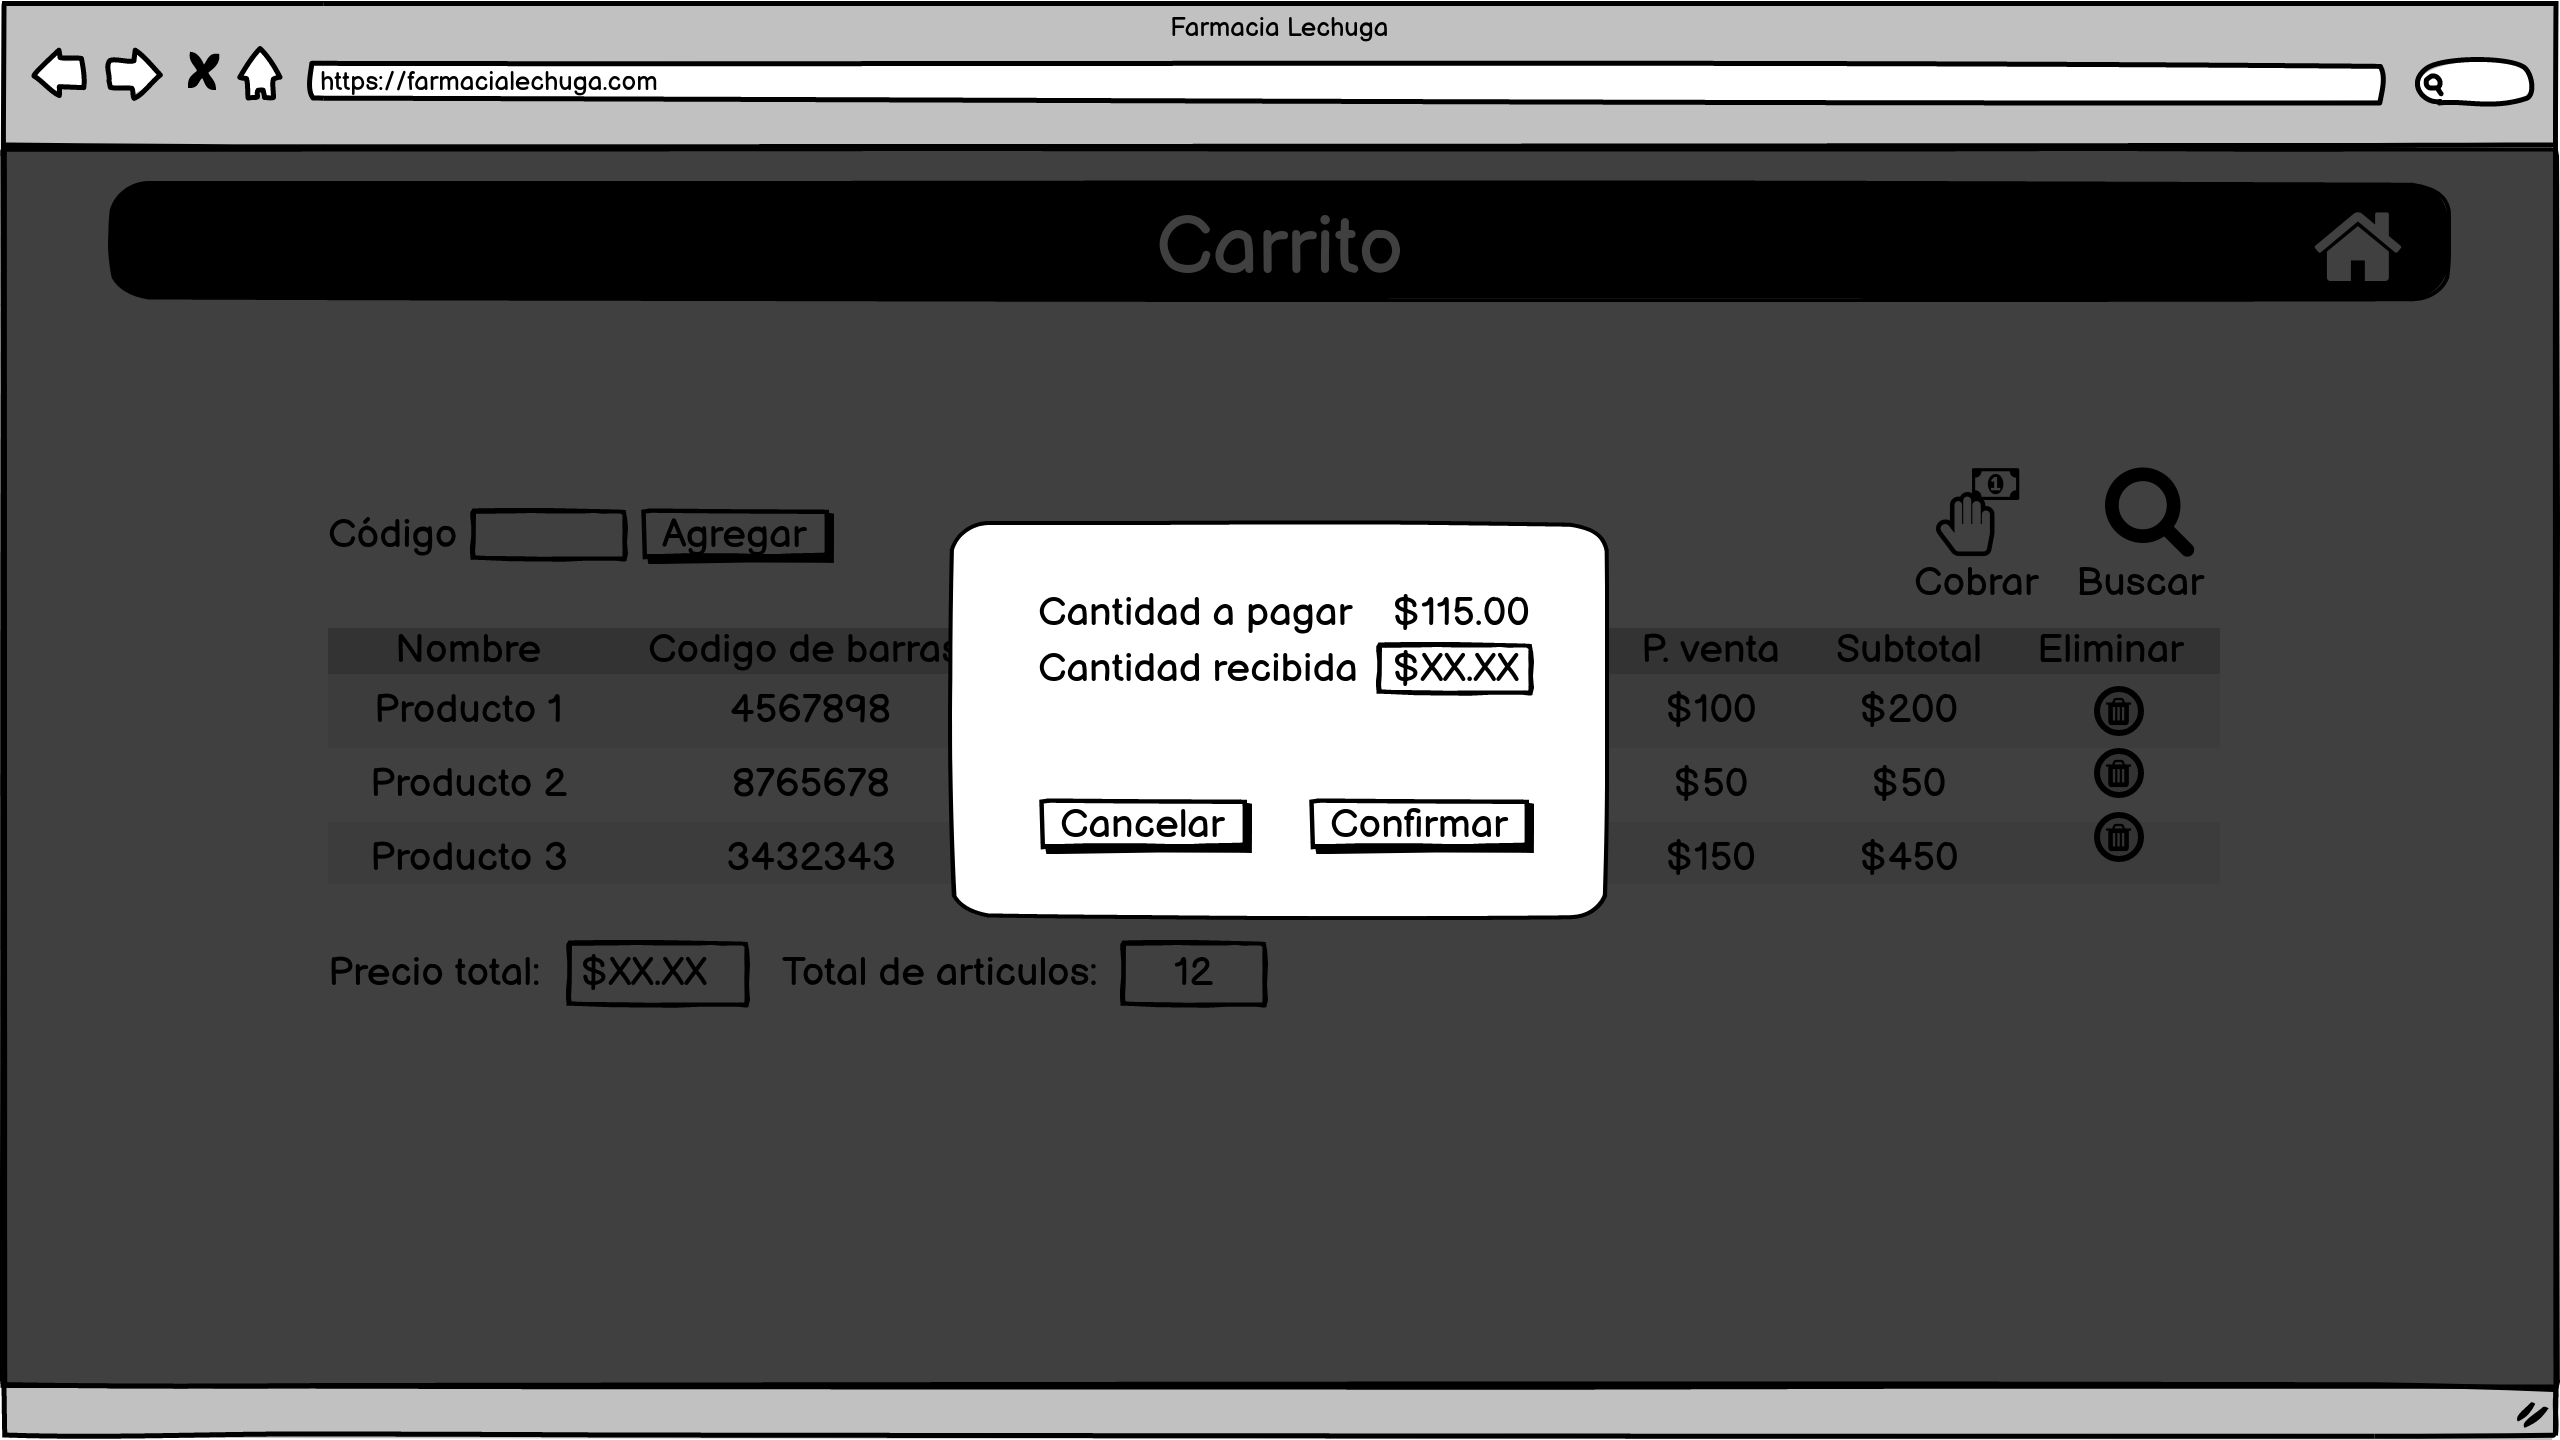 Farmacia Lechuga
https://farmacialechuga.com
Carrito
Código Agregar
Cobrar Buscar
Cantidad a pagar $115.00
Cantidad recibida $XX.XX
Cancelar Confirmar
Nombre Codigo de barras P. venta Subtotal Eliminar
Producto 1 4567898 $100 $200
Producto 2 8765678 $50 $50
Producto 3 3432343 $150 $450
Precio total: $XX.XX Total de articulos: 12